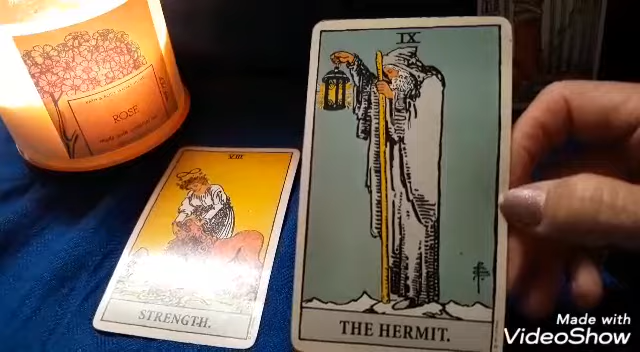 ROSE
VIII
STRENGTH.
IX
THE HERMIT.
Made with
VideoShow